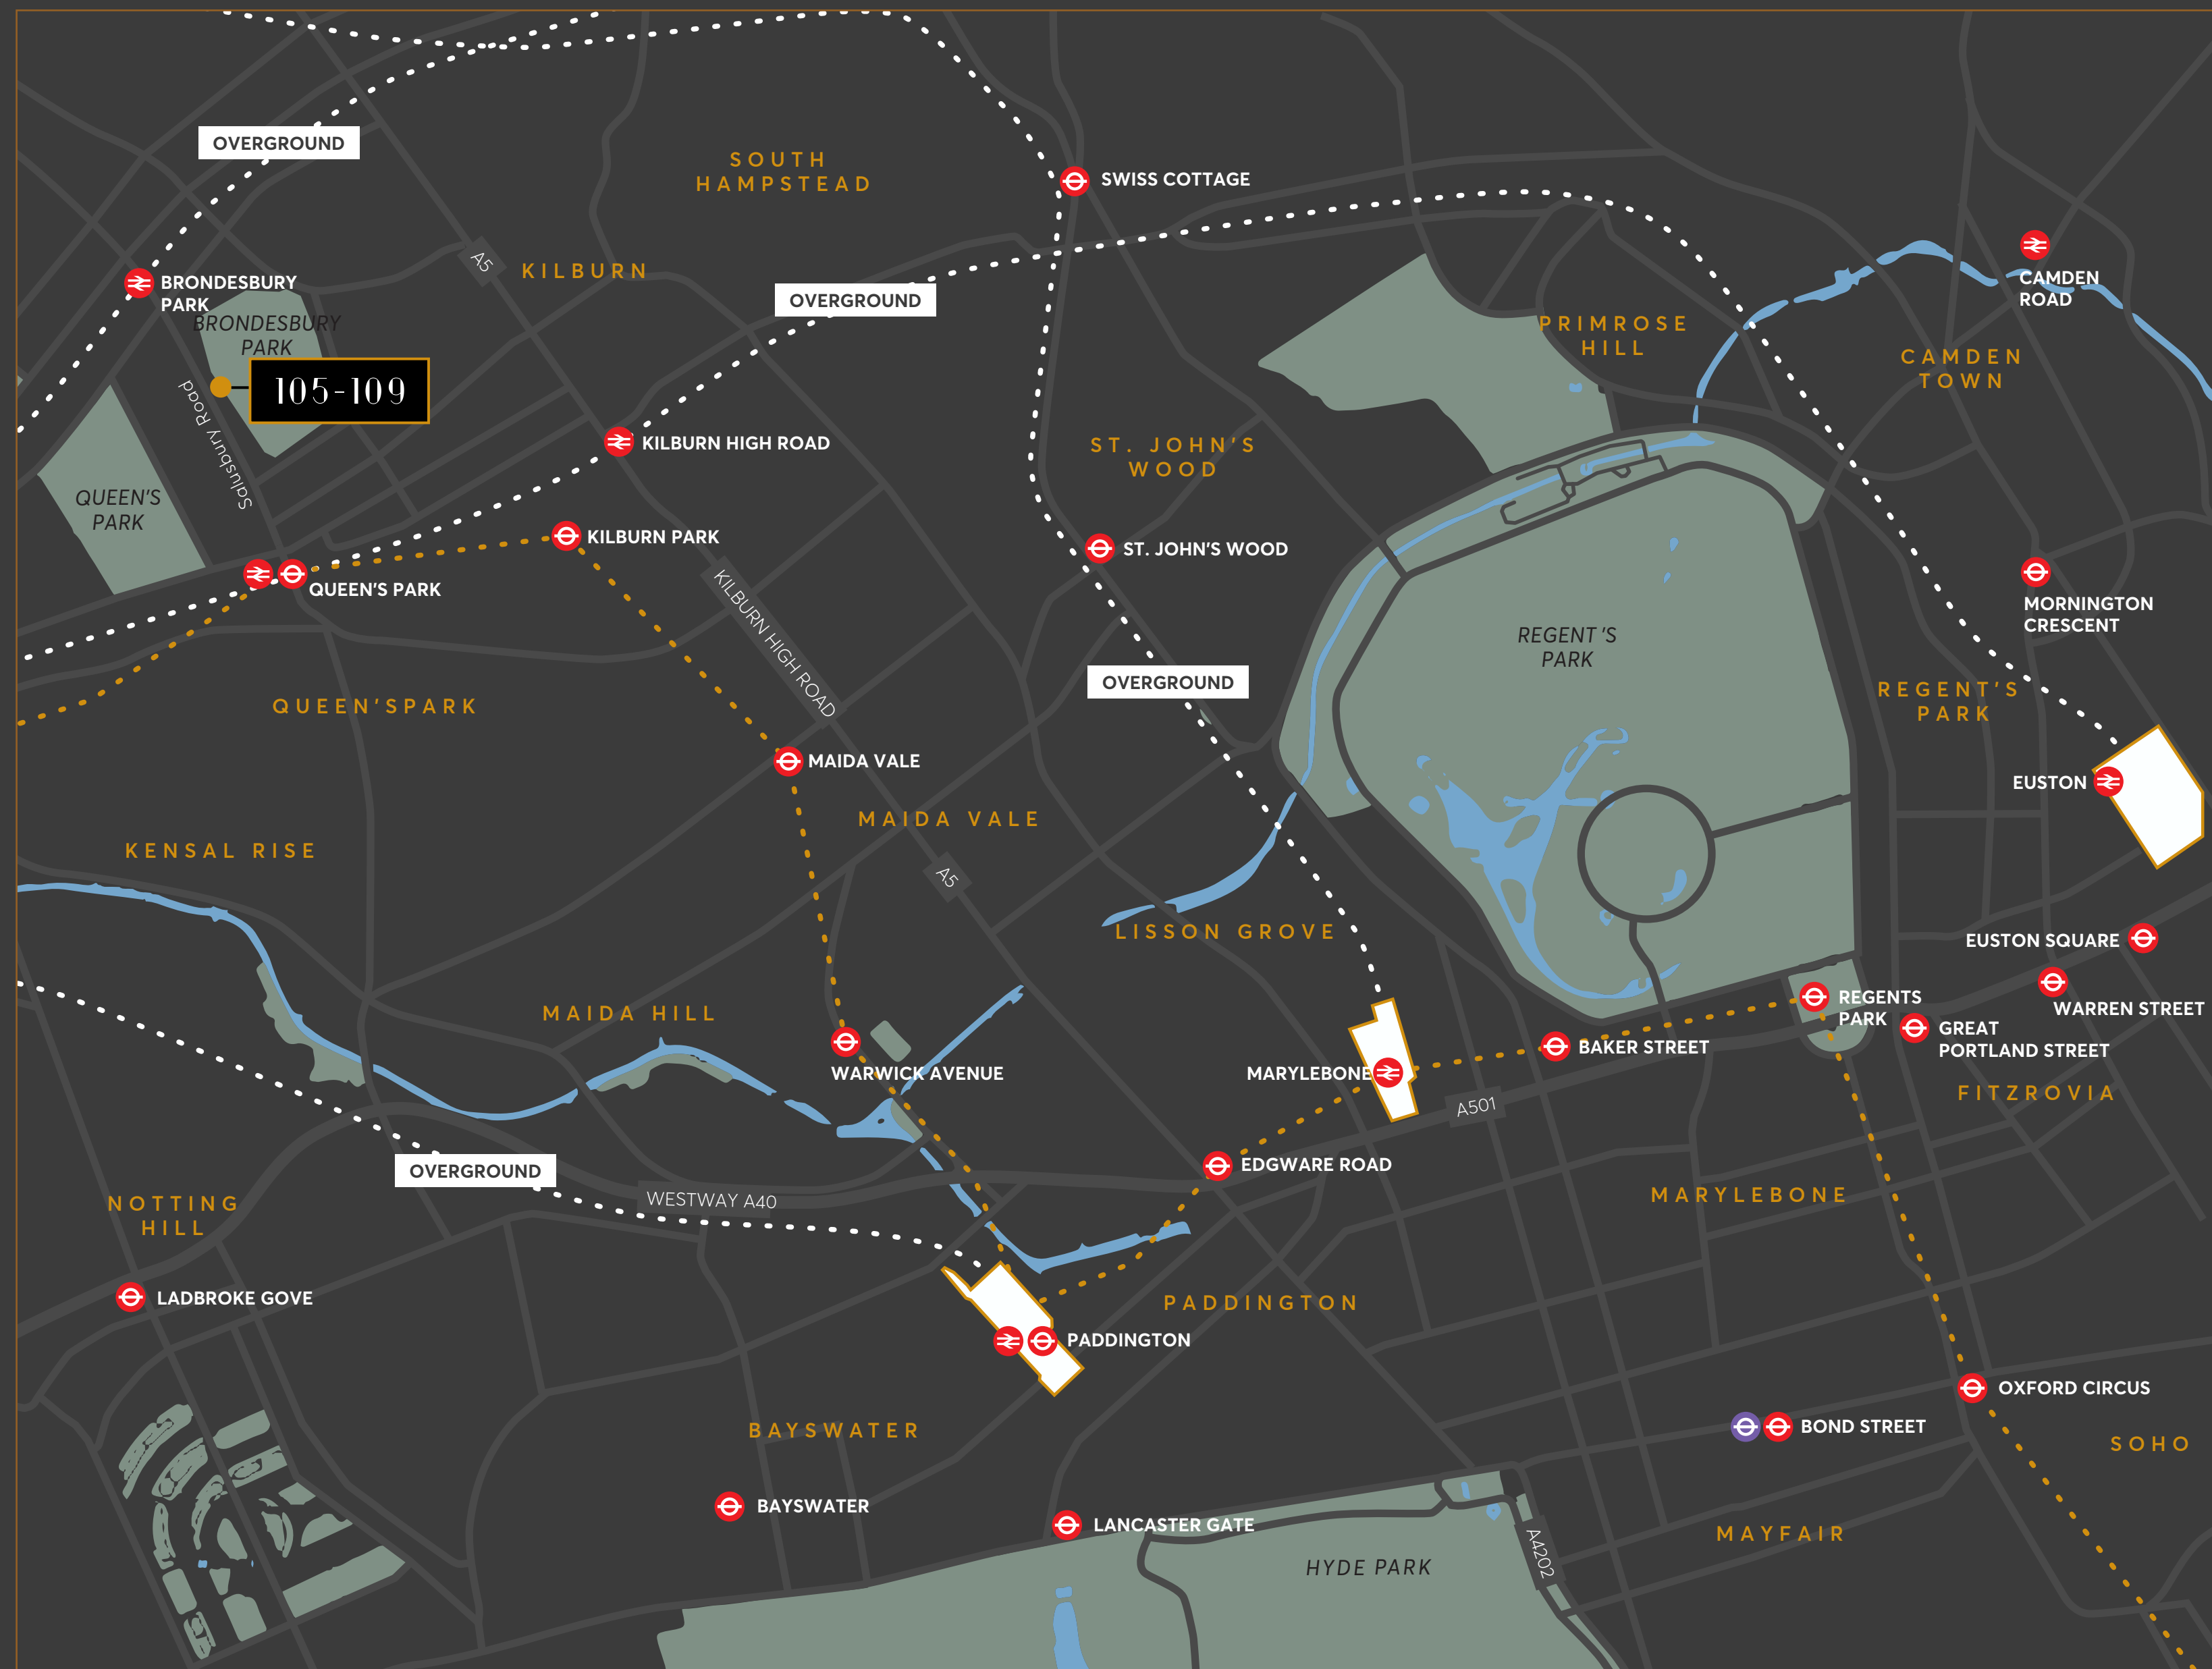 OVERGROUND
SOUTH
HAMPSTEAD
SWISS COTTAGE
A5
KILBURN
BRONDESBURY
PARK
BRONDESBURY
PARK
OVERGROUND
CAMDEN
ROAD
PRIMROSE
HILL
CAMDEN
TOWN
105-109
Salusbury Road
KILBURN HIGH ROAD
ST. JOHN'S
WOOD
QUEEN'S
PARK
KILBURN PARK
ST. JOHN'S WOOD
QUEEN'S PARK
KILBURN HIGH ROAD
MORNINGTON
CRESCENT
REGENT 'S
PARK
OVERGROUND
QUEEN'SPARK
REGENT'S
PARK
MAIDA VALE
EUSTON
MAIDA VALE
KENSAL RISE
A5
LISSON GROVE
EUSTON SQUARE
REGENTS
PARK
WARREN STREET
MAIDA HILL
GREAT
PORTLAND STREET
BAKER STREET
WARWICK AVENUE
MARYLEBONE
FITZROVIA
A501
OVERGROUND
EDGWARE ROAD
WESTWAY A40
MARYLEBONE
NOTTING
HILL
LADBROKE GOVE
PADDINGTON
PADDINGTON
OXFORD CIRCUS
BAYSWATER
BOND STREET
SOHO
BAYSWATER
LANCASTER GATE
MAYFAIR
A4202
HYDE PARK